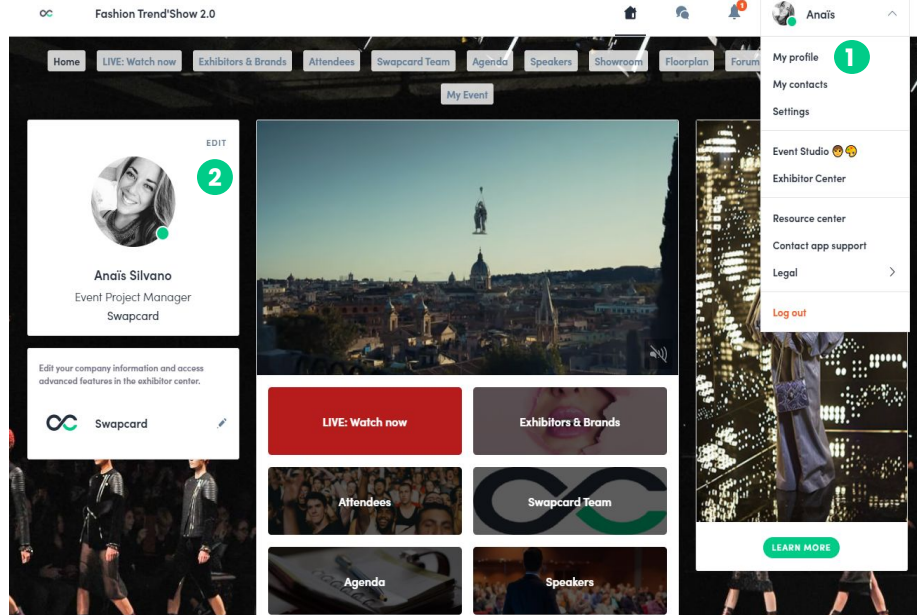 Fashion Trend'Show 2.0
1
Anaïs
Home
LIVE: Watch now
Exhibitors & Brands
Attendees
Swapcard Team
Agenda
Speakers
Showroom
Floorplan
Forum
My Event
My profile
1
My contacts
Settings
Event Studio
Exhibitor Center
Resource center
Contact app support
Legal
Log out
EDIT
2
Anaïs Silvano
Event Project Manager
Swapcard
Edit your company information and access
advanced features in the exhibitor center.
Swapcard
LIVE: Watch now
Exhibitors & Brands
Attendees
Swapcard Team
Agenda
Speakers
LEARN MORE